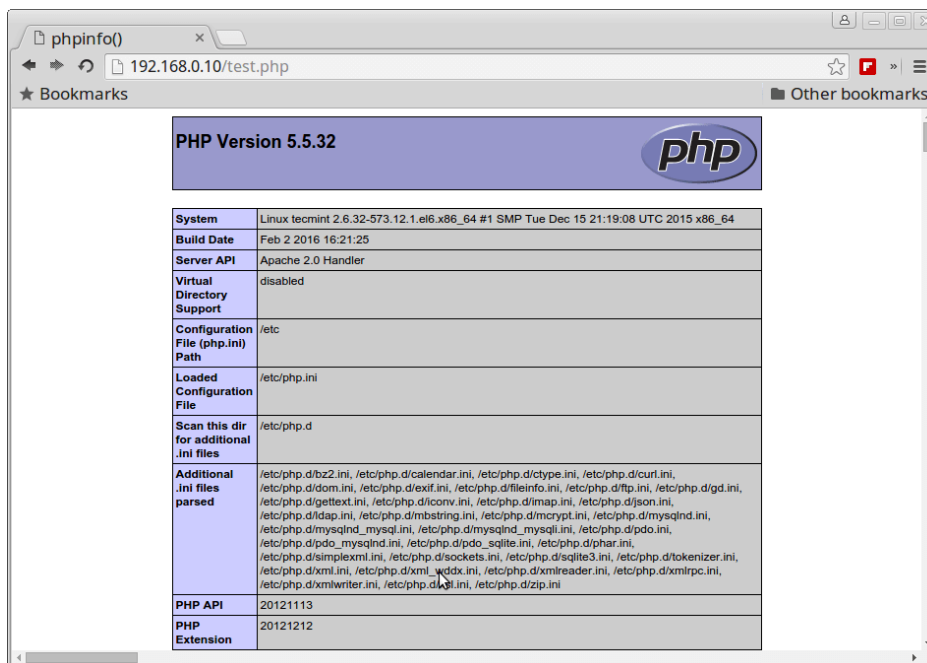 phpinfo()
192.168.0.10/test.php
Bookmarks
Other bookmarks
PHP Version 5.5.32
php
System
Linux tecmint 2.6.32-573.12.1.el6.x86_64 #1 SMP Tue Dec 15 21:19:08 UTC 2015 x86_64
Build Date
Feb 2 2016 16:21:25
Server API
Apache 2.0 Handler
Virtual
Directory
Support
disabled
Configuration
File (php.ini)
Path
/etc
Loaded
Configuration
File
/etc/php.ini
Scan this dir
for additional
.ini files
/etc/php.d
Additional
.ini files
parsed
/etc/php.d/bz2.ini, /etc/php.d/calendar.ini, /etc/php.d/ctype.ini, /etc/php.d/curl.ini,
/etc/php.d/dom.ini, /etc/php.d/exif.ini, /etc/php.d/fileinfo.ini, /etc/php.d/ftp.ini, /etc/php.d/gd.ini,
/etc/php.d/gettext.ini, /etc/php.d/iconv.ini, /etc/php.d/imap.ini, /etc/php.d/json.ini,
/etc/php.d/ldap.ini, /etc/php.d/mbstring.ini, /etc/php.d/mcrypt.ini, /etc/php.d/mysqlnd.ini,
/etc/php.d/mysqlnd_mysql.ini, /etc/php.d/mysqlnd_mysqli.ini, /etc/php.d/pdo.ini,
/etc/php.d/pdo_mysqlnd.ini, /etc/php.d/pdo_sqlite.ini, /etc/php.d/phar.ini,
/etc/php.d/simplexml.ini, /etc/php.d/sockets.ini, /etc/php.d/sqlite3.ini, /etc/php.d/tokenizer.ini,
/etc/php.d/xml.ini, /etc/php.d/xml_wddx.ini, /etc/php.d/xmlreader.ini, /etc/php.d/xmlrpc.ini,
/etc/php.d/xmlwriter.ini, /etc/php.d/xsl.ini, /etc/php.d/zip.ini
PHP API
20121113
PHP
Extension
20121212